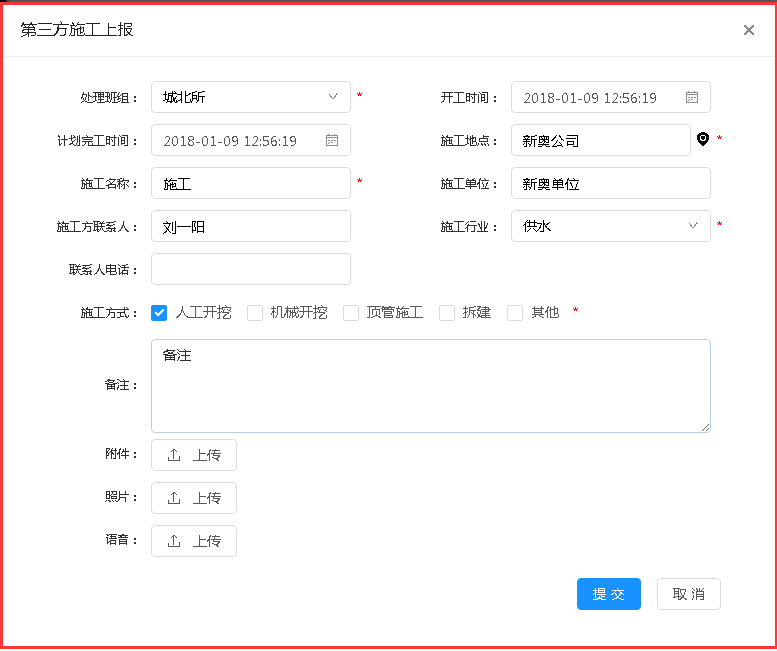 第三方施工上报
处理班组： 城北所 * 开工时间： 2018-01-09 12:56:19
计划完工时间： 2018-01-09 12:56:19 施工地点： 新奥公司 *
施工名称： 施工 * 施工单位： 新奥单位
施工方联系人： 刘一阳 施工行业： 供水 *
联系人电话：
施工方式： 人工开挖 机械开挖 顶管施工 拆建 其他 *
备注： 备注
附件： 上传
照片： 上传
语音： 上传
提 交 取 消